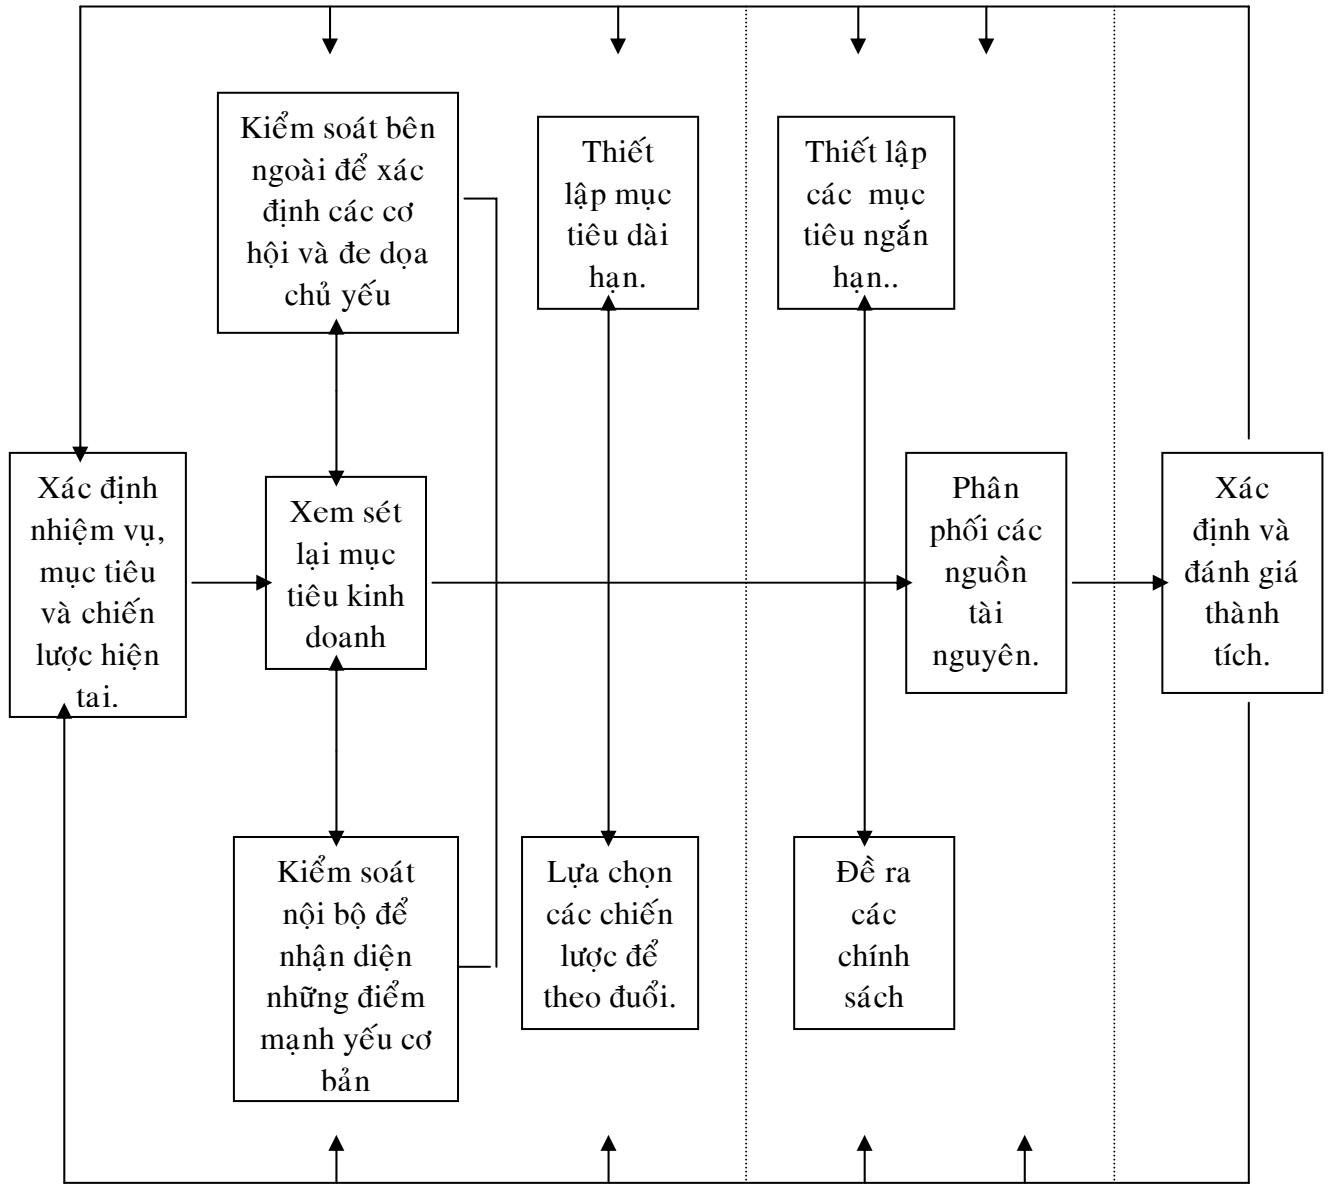 Kiểm soát bên
ngoài để xác
định các cơ
hội và đe dọa
chủ yếu
Thiết
lập mục
tiêu dài
hạn.
Thiết lập
các mục
tiêu ngắn
hạn..
Xác định
nhiệm vụ,
mục tiêu
và chiến
lược hiện
tai.
Xem sét
lại mục
tiêu kinh
doanh
Phân
phối các
nguồn
tài
nguyên.
Xác
định và
đánh giá
thành
tích.
Kiểm soát
nội bộ để
nhận diện
những điểm
mạnh yếu cơ
bản
Lựa chọn
các chiến
lược để
theo đuổi.
Đề ra
các
chính
sách